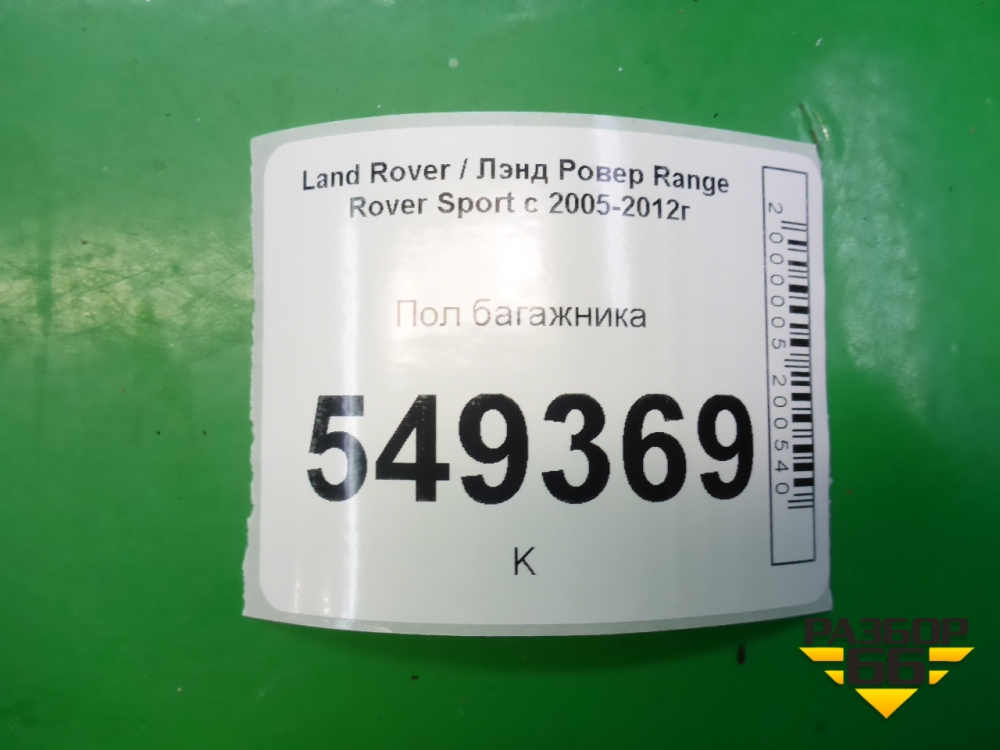 Land Rover / Лэнд Ровер Range
Rover Sport с 2005-2012г
Пол багажника
549369
К
2000005200540
РАЗБОР
66